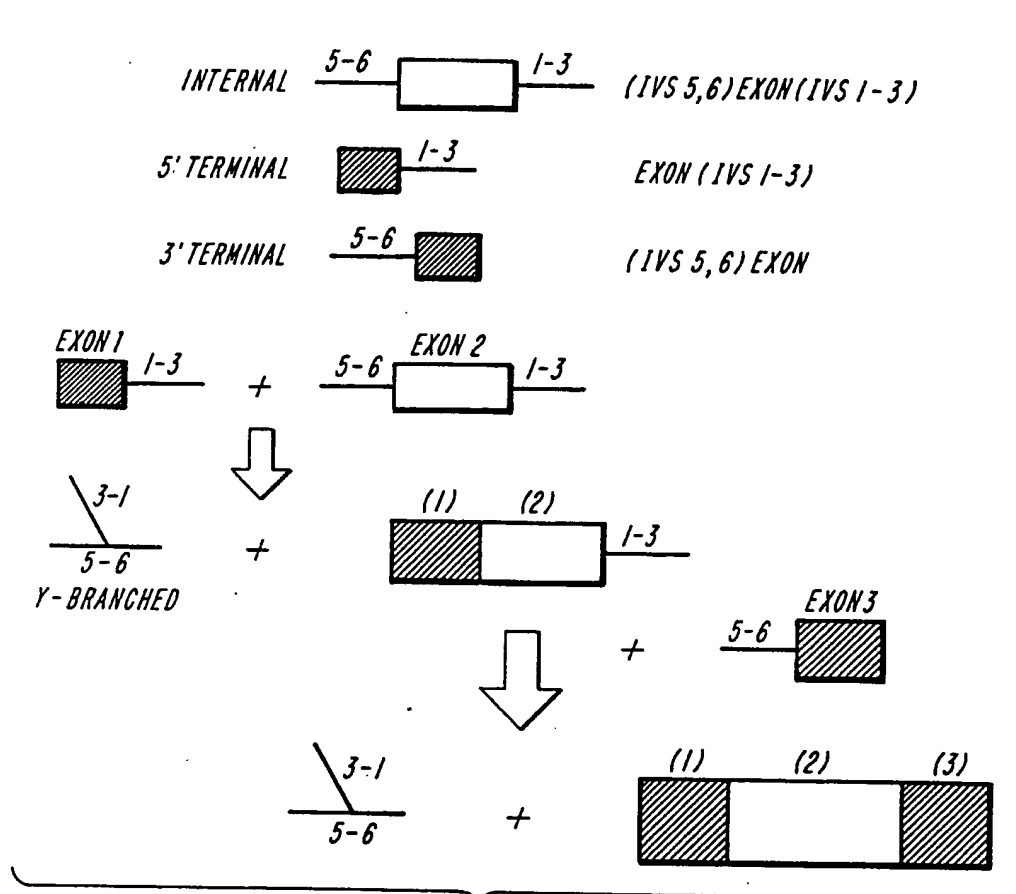 5-6 1-3
INTERNAL (IVS 5,6) EXON (IVS 1-3)
1-3
5' TERMINAL EXON (IVS 1-3)
5-6
3' TERMINAL (IVS 5,6) EXON
EXON 1 EXON 2
1-3 + 5-6 1-3
3-1 (1) (2)
+ 1-3
5-6
Y-BRANCHED EXON 3
+ 5-6
3-1 (1) (2) (3)
5-6 +